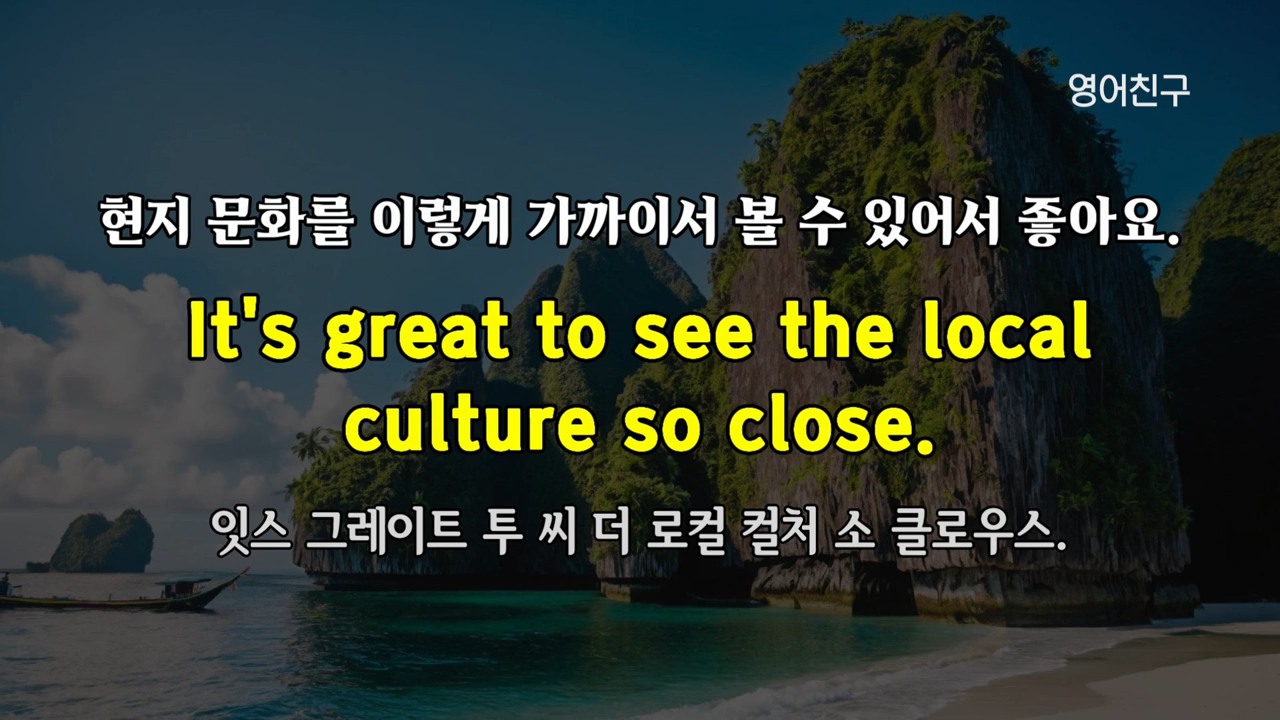 영어친구
현지 문화를 이렇게 가까이서 볼 수 있어서 좋아요.
It's great to see the local
culture so close.
잇스 그레이트 투 씨 더 로컬 컬처 소 클로우스.